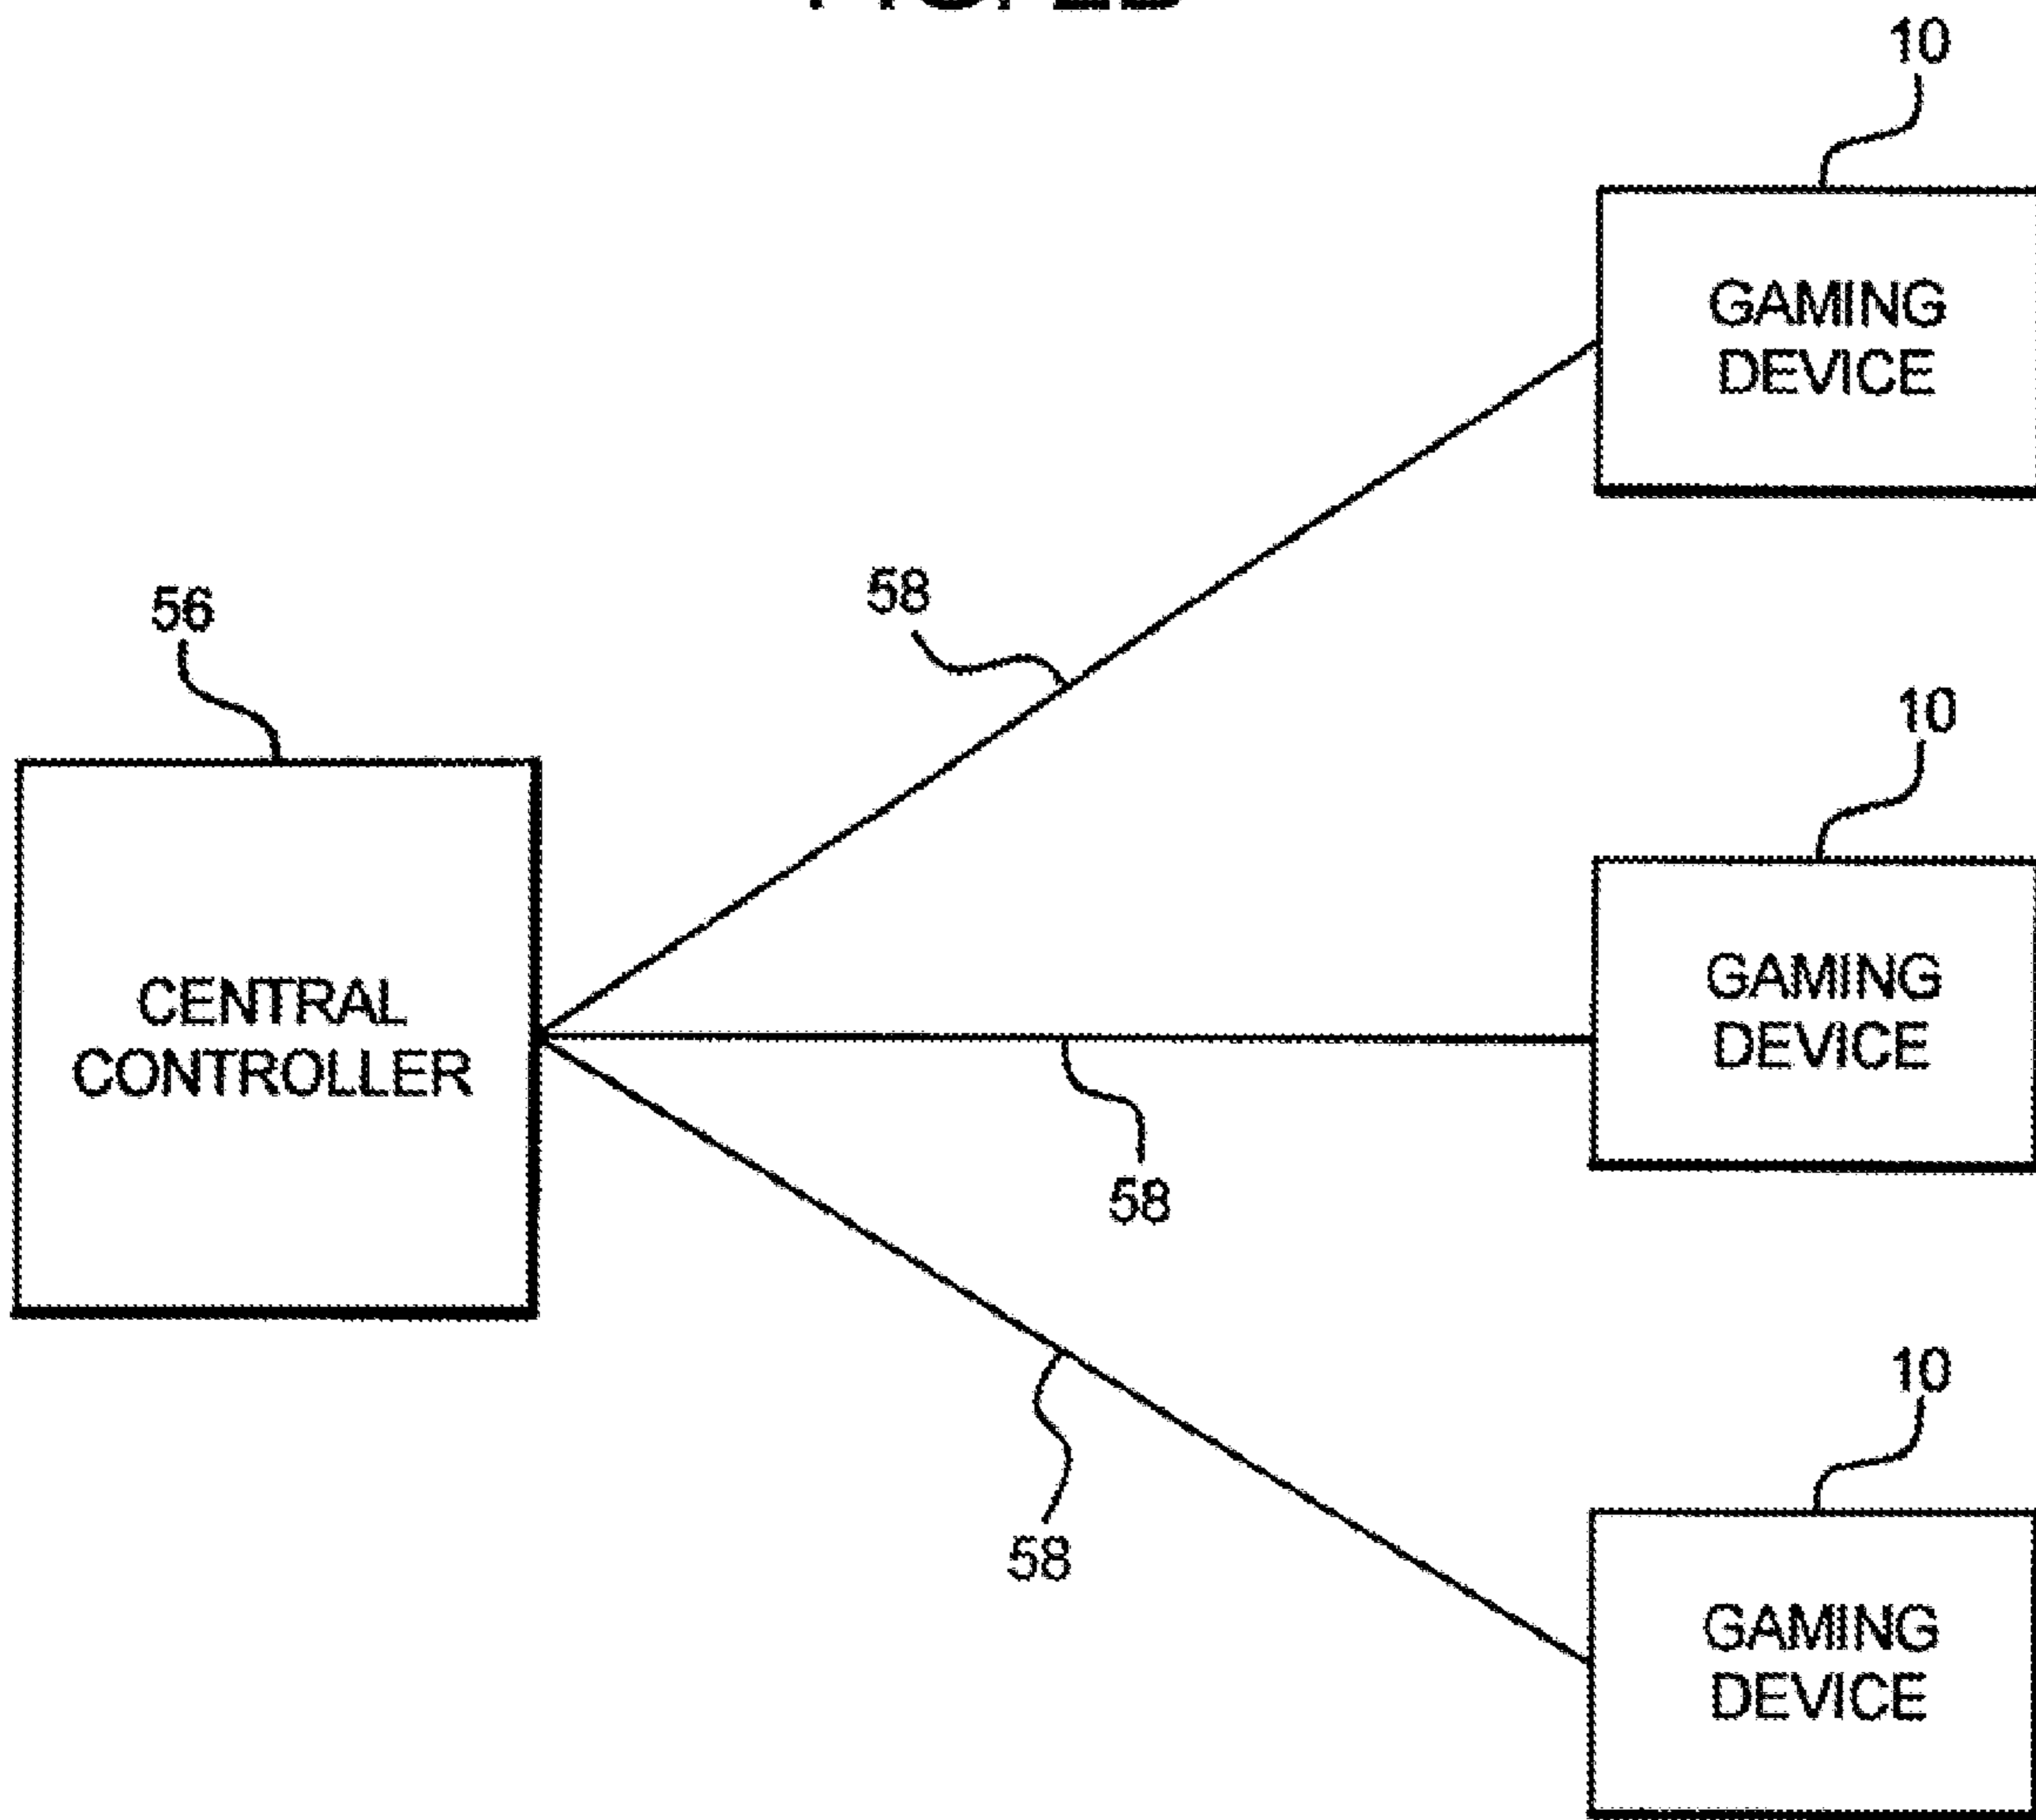 10
GAMING
DEVICE
58
56
10
CENTRAL
CONTROLLER
GAMING
DEVICE
58
10
58
GAMING
DEVICE